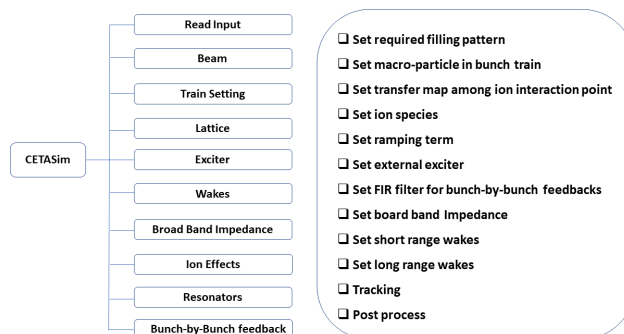 CETASim
Read Input
Beam
Train Setting
Lattice
Exciter
Wakes
Broad Band Impedance
Ion Effects
Resonators
Bunch-by-Bunch feedback
Set required filling pattern
Set macro-particle in bunch train
Set transfer map among ion interaction point
Set ion species
Set ramping term
Set external exciter
Set FIR filter for bunch-by-bunch feedbacks
Set board band Impedance
Set short range wakes
Set long range wakes
Tracking
Post process